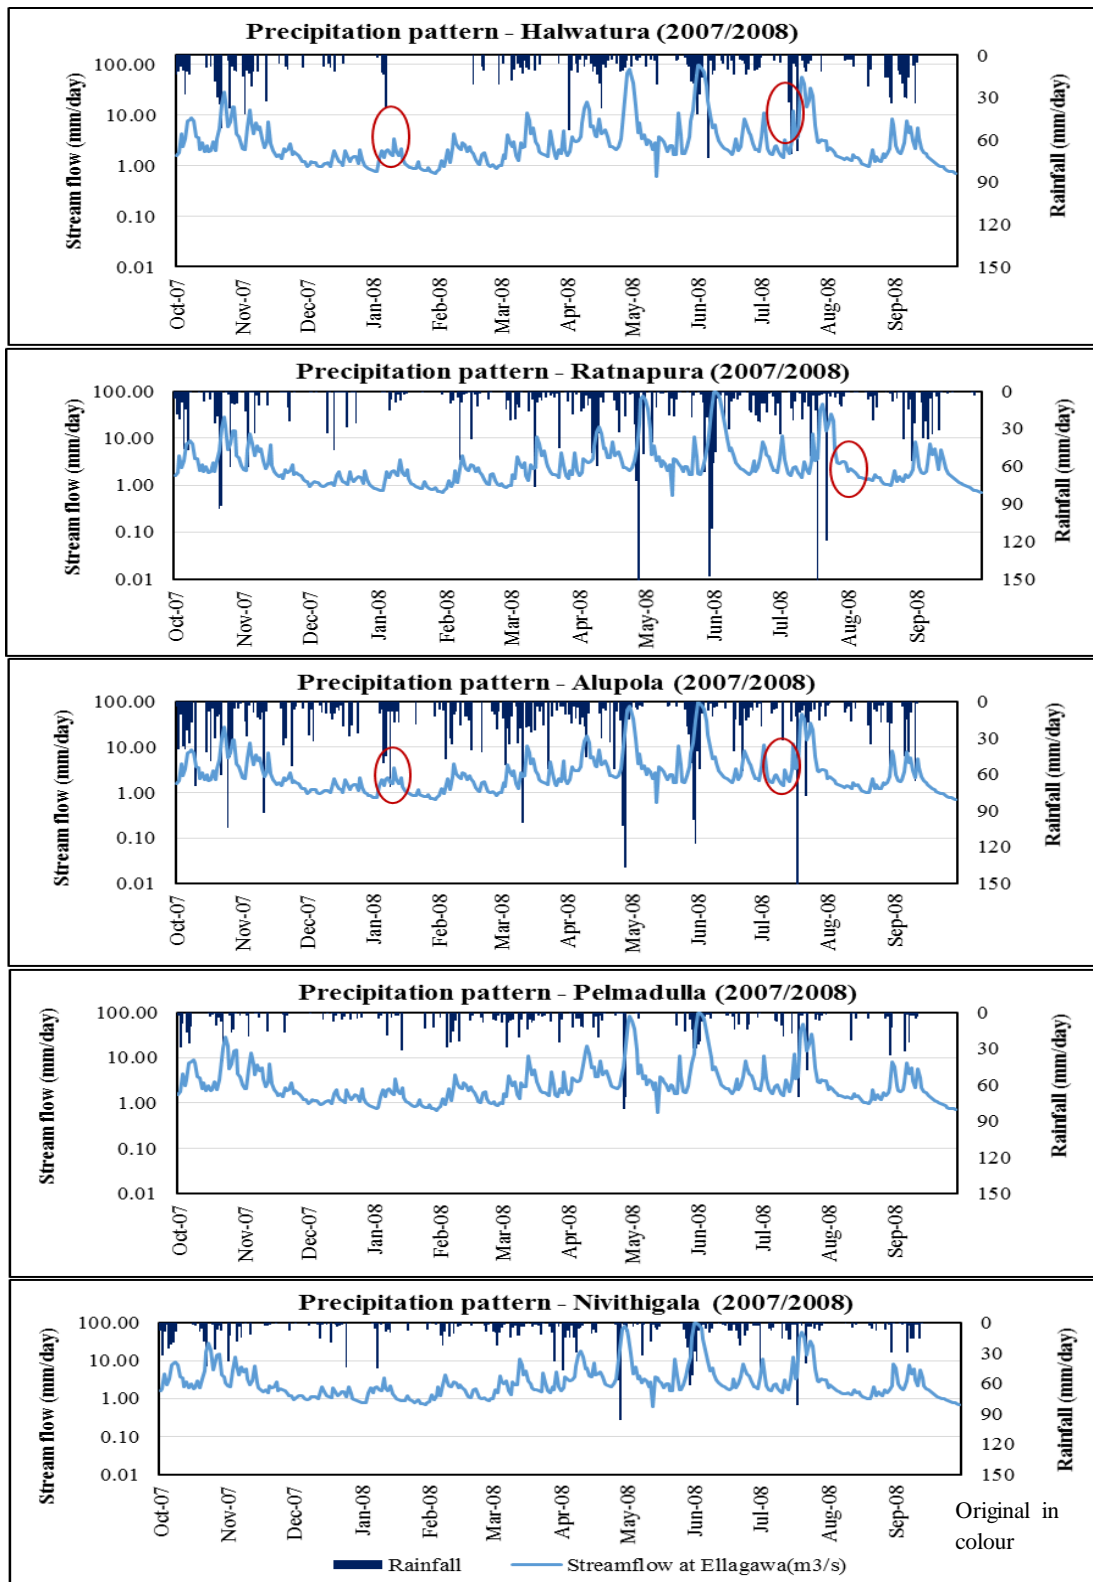 Precipitation pattern - Halwatura (2007/2008)
Stream flow (mm/day)
100.00
10.00
1.00
0.10
0.01
0
30
60
90
120
150
Rainfall (mm/day)
Oct-07
Nov-07
Dec-07
Jan-08
Feb-08
Mar-08
Apr-08
May-08
Jun-08
Jul-08
Aug-08
Sep-08
Precipitation pattern - Ratnapura (2007/2008)
Stream flow (mm/day)
100.00
10.00
1.00
0.10
0.01
0
30
60
90
120
150
Rainfall (mm/day)
Oct-07
Nov-07
Dec-07
Jan-08
Feb-08
Mar-08
Apr-08
May-08
Jun-08
Jul-08
Aug-08
Sep-08
Precipitation pattern - Alupola (2007/2008)
Stream flow (mm/day)
100.00
10.00
1.00
0.10
0.01
0
30
60
90
120
150
Rainfall (mm/day)
Oct-07
Nov-07
Dec-07
Jan-08
Feb-08
Mar-08
Apr-08
May-08
Jun-08
Jul-08
Aug-08
Sep-08
Precipitation pattern - Pelmadulla (2007/2008)
Stream flow (mm/day)
100.00
10.00
1.00
0.10
0.01
0
30
60
90
120
150
Rainfall (mm/day)
Oct-07
Nov-07
Dec-07
Jan-08
Feb-08
Mar-08
Apr-08
May-08
Jun-08
Jul-08
Aug-08
Sep-08
Precipitation pattern - Nivithigala (2007/2008)
Stream flow (mm/day)
100.00
10.00
1.00
0.10
0.01
0
30
60
90
120
150
Rainfall (mm/day)
Oct-07
Nov-07
Dec-07
Jan-08
Feb-08
Mar-08
Apr-08
May-08
Jun-08
Jul-08
Aug-08
Sep-08
Original in
colour
Rainfall
Streamflow at Ellagawa(m3/s)